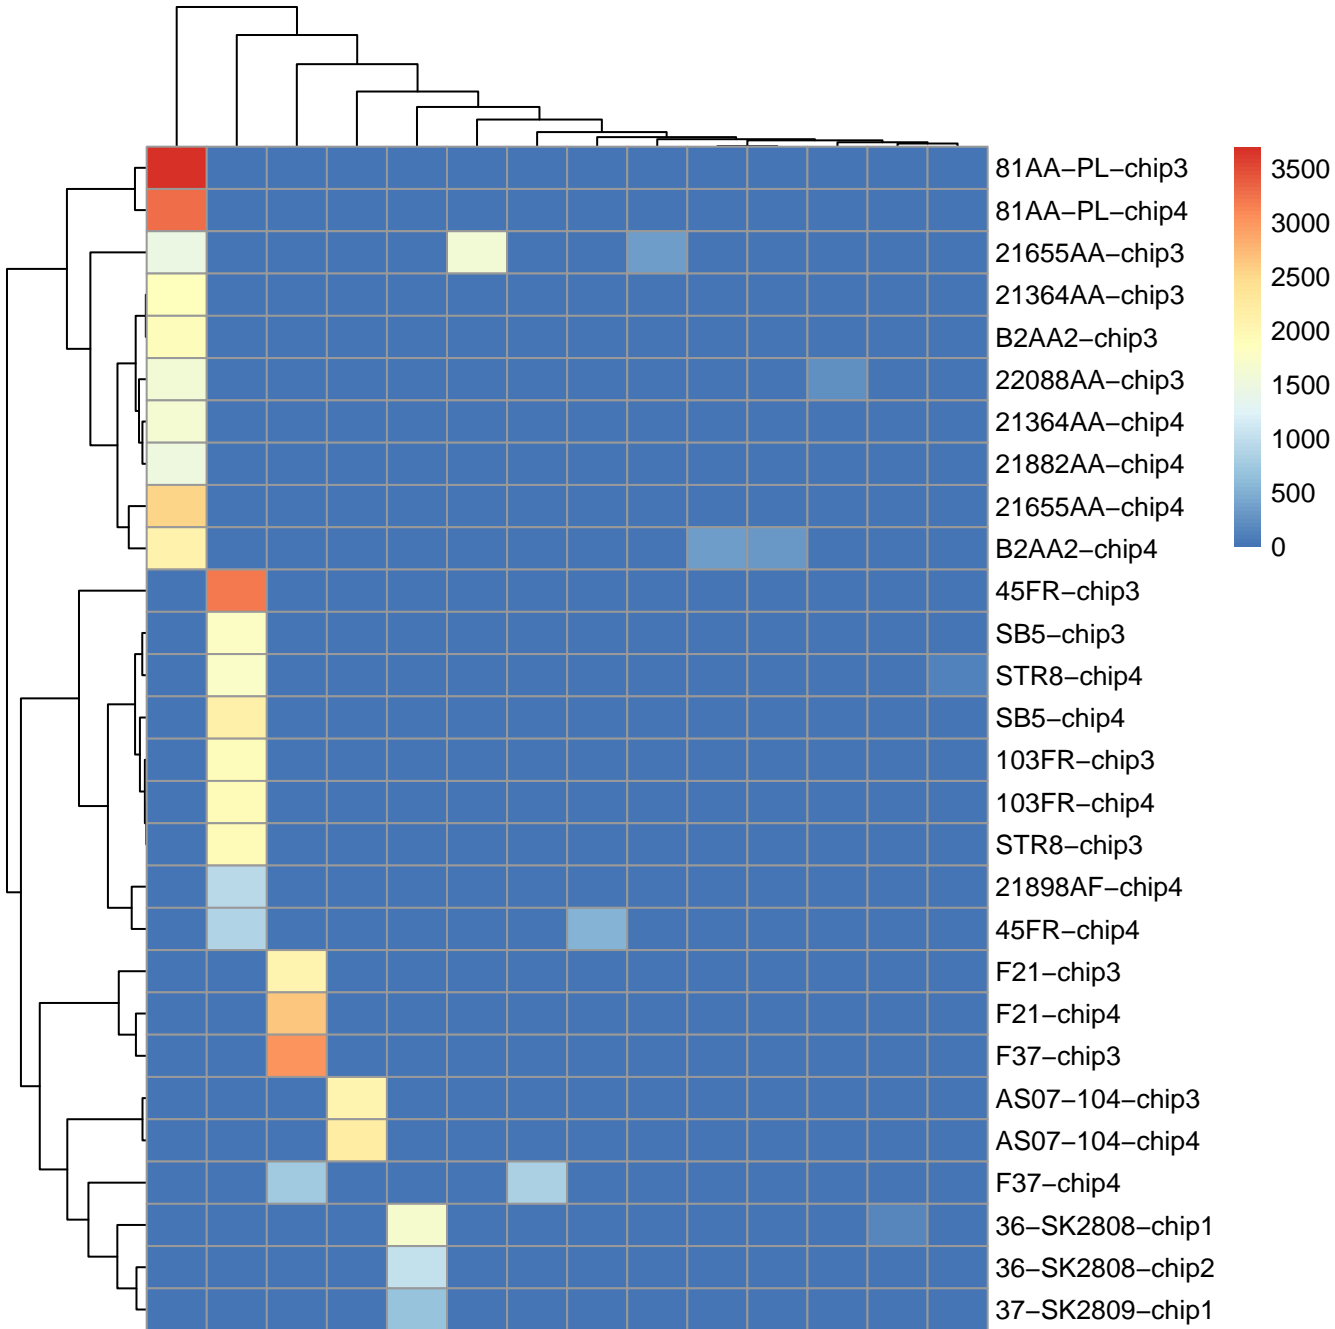 81AA−PL−chip3
81AA−PL−chip4
21655AA−chip3
21364AA−chip3
B2AA2−chip3
22088AA−chip3
21364AA−chip4
21882AA−chip4
21655AA−chip4
B2AA2−chip4
45FR−chip3
SB5−chip3
STR8−chip4
SB5−chip4
103FR−chip3
103FR−chip4
STR8−chip3
21898AF−chip4
45FR−chip4
F21−chip3
F21−chip4
F37−chip3
AS07−104−chip3
AS07−104−chip4
F37−chip4
36−SK2808−chip1
36−SK2808−chip2
37−SK2809−chip1
3500
3000
2500
2000
1500
1000
500
0